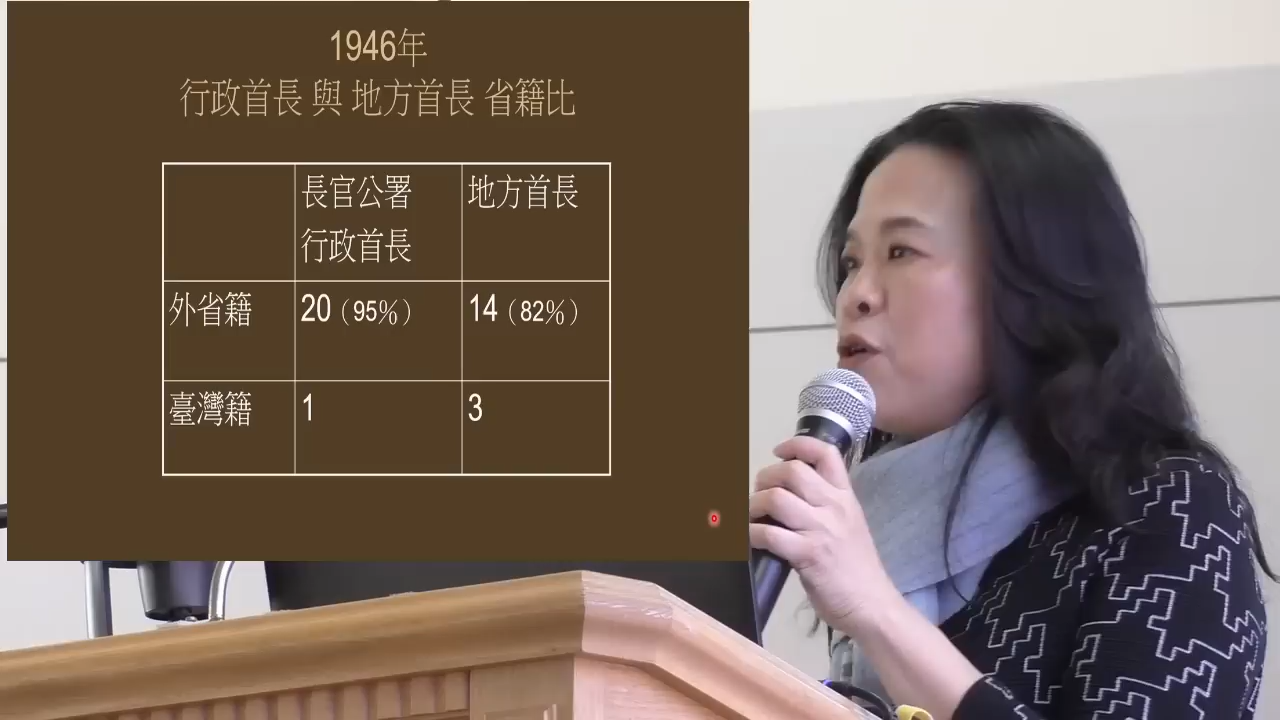 1946年
行政首長 與 地方首長 省籍比
長官公署
行政首長
地方首長
外省籍
20（95%）
14（82%）
臺灣籍
1
3